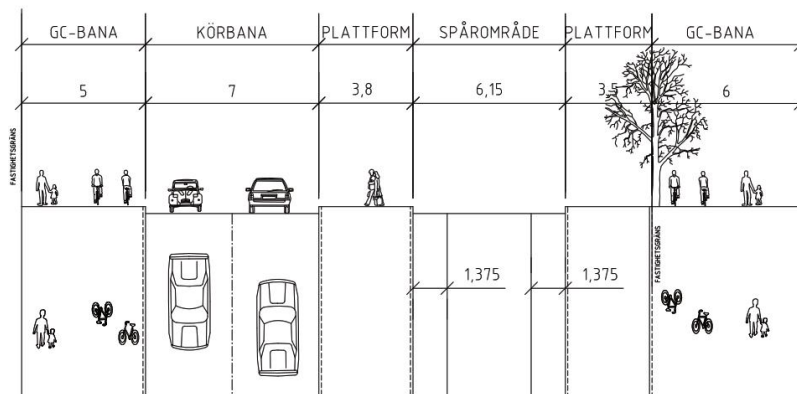 GC-BANA KÖRBANA PLATTFORM SPÅROMRÅDE PLATTFORM GC-BANA
5 7 3,8 6,15 3,5 6
FASTIGHETSGRÄNS
FASTIGHETSGRÄNS
1,375 1,375